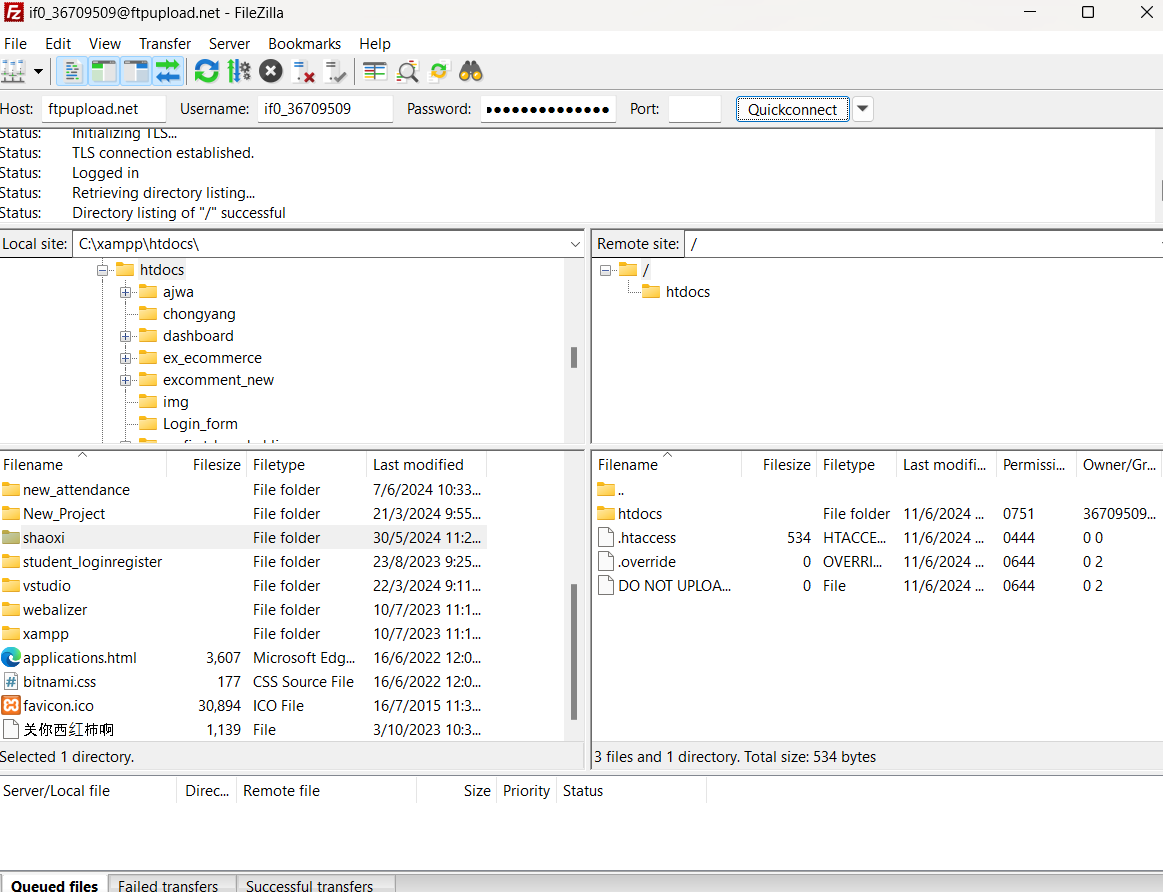 if0_36709509@ftpupload.net - FileZilla
File Edit View Transfer Server Bookmarks Help
Host: ftpupload.net Username: if0_36709509 Password: ●●●●●●●●●●●●●● Port: Quickconnect
Status: Initializing TLS...
Status: TLS connection established.
Status: Logged in
Status: Retrieving directory listing...
Status: Directory listing of "/" successful
Local site: C:\xampp\htdocs\
htdocs
ajwa
chongyang
dashboard
ex_ecommerce
excomment_new
img
Login_form
Remote site: /
/
htdocs
Filename Filesize Filetype Last modified
new_attendance File folder 7/6/2024 10:33...
New_Project File folder 21/3/2024 9:55...
shaoxi File folder 30/5/2024 11:2...
student_loginregister File folder 23/8/2023 9:25...
vstudio File folder 22/3/2024 9:11...
webalizer File folder 10/7/2023 11:1...
xampp File folder 10/7/2023 11:1...
applications.html 3,607 Microsoft Edg... 16/6/2022 12:0...
bitnami.css 177 CSS Source File 16/6/2022 12:0...
favicon.ico 30,894 ICO File 16/7/2015 11:3...
关你西红柿啊 1,139 File 3/10/2023 10:3...
Selected 1 directory.
Filename Filesize Filetype Last modifi... Permissi... Owner/Gr...
..
htdocs File folder 11/6/2024 ... 0751 36709509...
.htaccess 534 HTACCE... 11/6/2024 ... 0444 0 0
.override 0 OVERRI... 11/6/2024 ... 0644 0 2
DO NOT UPLOA... 0 File 11/6/2024 ... 0644 0 2
3 files and 1 directory. Total size: 534 bytes
Server/Local file Direc... Remote file Size Priority Status
Queued files Failed transfers Successful transfers